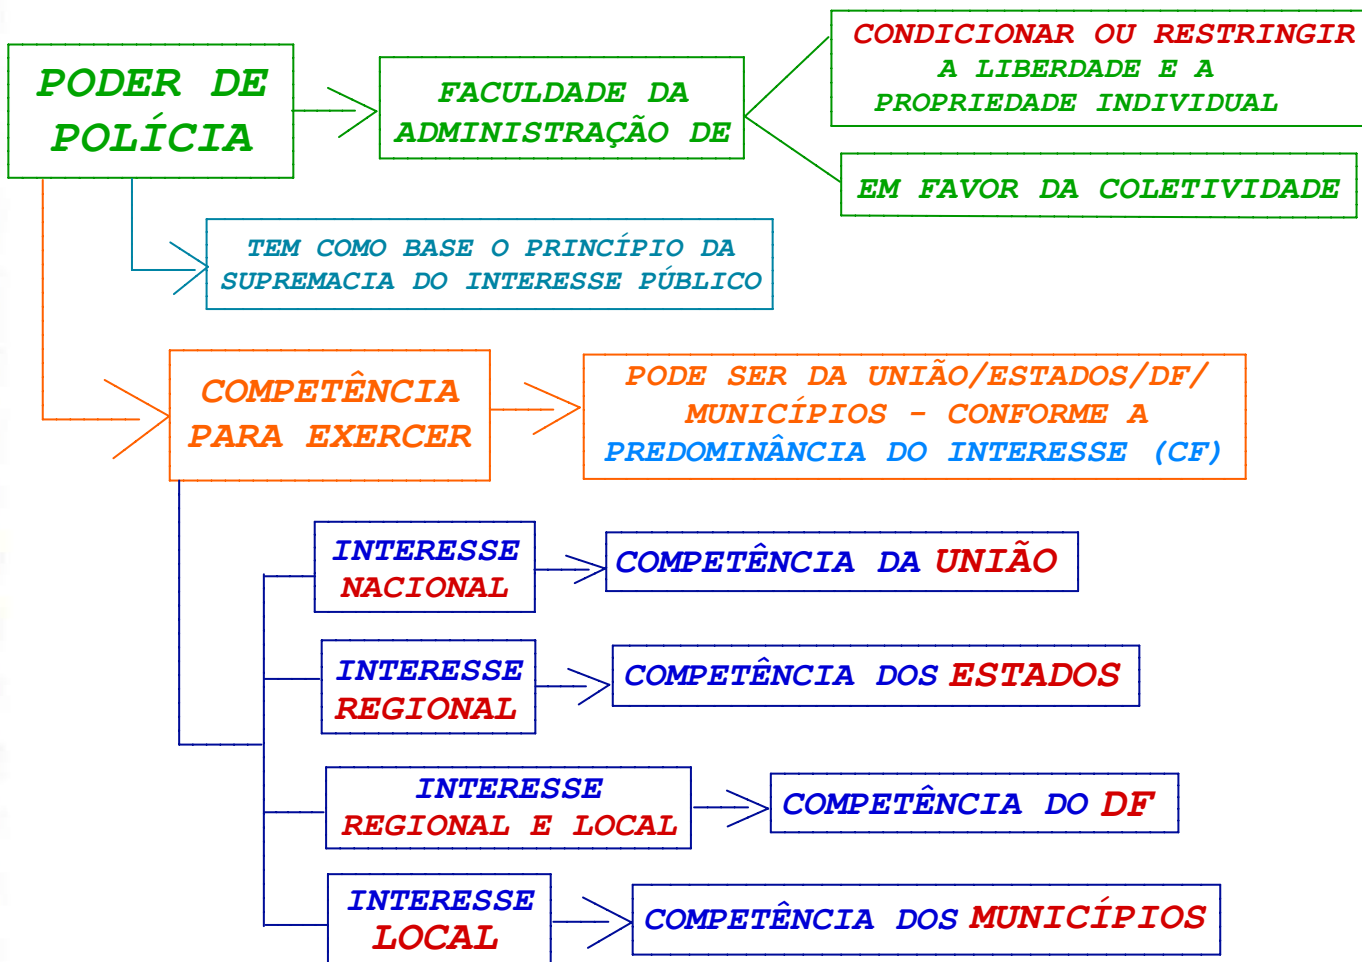 PODER DE
POLÍCIA
FACULDADE DA
ADMINISTRAÇÃO DE
CONDICIONAR OU RESTRINGIR
A LIBERDADE E A
PROPRIEDADE INDIVIDUAL
EM FAVOR DA COLETIVIDADE
TEM COMO BASE O PRINCÍPIO DA
SUPREMACIA DO INTERESSE PÚBLICO
COMPETÊNCIA
PARA EXERCER
PODE SER DA UNIÃO/ESTADOS/DF/
MUNICÍPIOS - CONFORME A
PREDOMINÂNCIA DO INTERESSE (CF)
INTERESSE
NACIONAL
COMPETÊNCIA DA UNIÃO
INTERESSE
REGIONAL
COMPETÊNCIA DOS ESTADOS
INTERESSE
REGIONAL E LOCAL
COMPETÊNCIA DO DF
INTERESSE
LOCAL
COMPETÊNCIA DOS MUNICÍPIOS